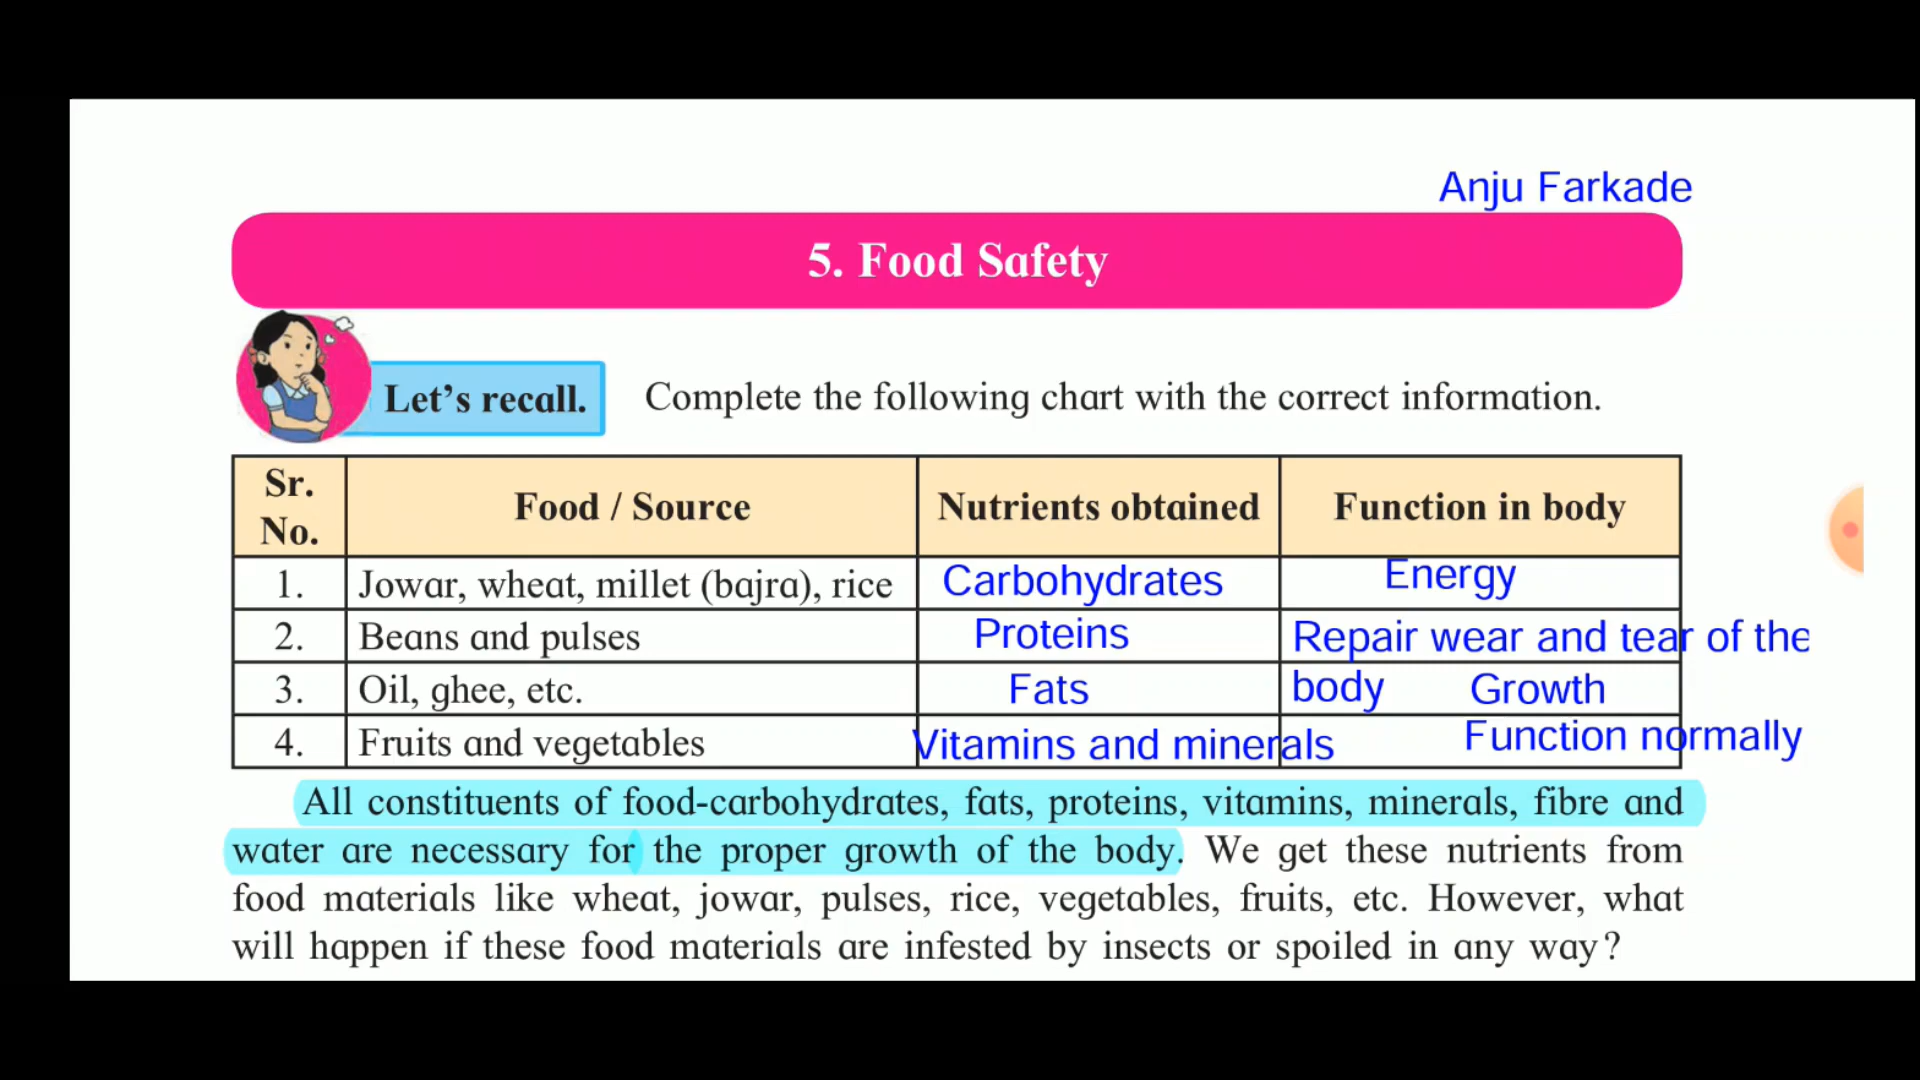 Anju Farkade
5. Food Safety
Let’s recall. Complete the following chart with the correct information.
Sr. No. Food / Source Nutrients obtained Function in body
1. Jowar, wheat, millet (bajra), rice Carbohydrates Energy
2. Beans and pulses Proteins Repair wear and tear of the
3. Oil, ghee, etc. Fats body Growth
4. Fruits and vegetables Vitamins and minerals Function normally
All constituents of food-carbohydrates, fats, proteins, vitamins, minerals, fibre and
water are necessary for the proper growth of the body. We get these nutrients from
food materials like wheat, jowar, pulses, rice, vegetables, fruits, etc. However, what
will happen if these food materials are infested by insects or spoiled in any way?